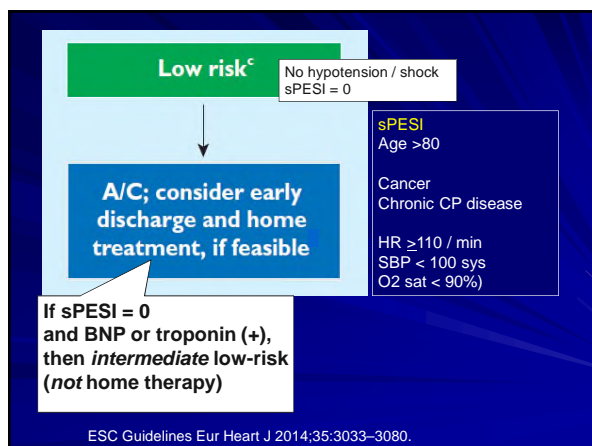 Low risk^c
No hypotension / shock
sPESI = 0
A/C; consider early
discharge and home
treatment, if feasible
sPESI
Age >80
Cancer
Chronic CP disease
HR ≥110 / min
SBP < 100 sys
O2 sat < 90%)
If sPESI = 0
and BNP or troponin (+),
then intermediate low-risk
(not home therapy)
ESC Guidelines Eur Heart J 2014;35:3033–3080.